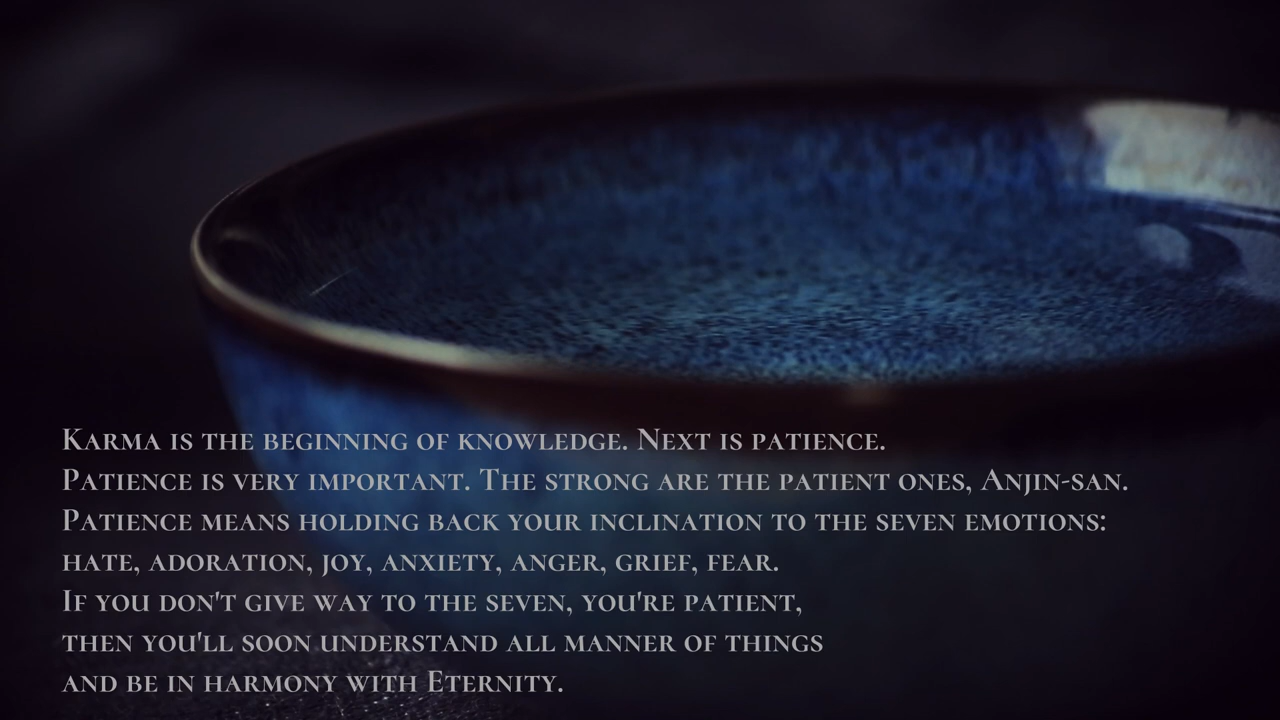 Karma is the beginning of knowledge. Next is patience.
Patience is very important. The strong are the patient ones, Anjin-san.
Patience means holding back your inclination to the seven emotions:
hate, adoration, joy, anxiety, anger, grief, fear.
If you don't give way to the seven, you're patient,
then you'll soon understand all manner of things
and be in harmony with Eternity.